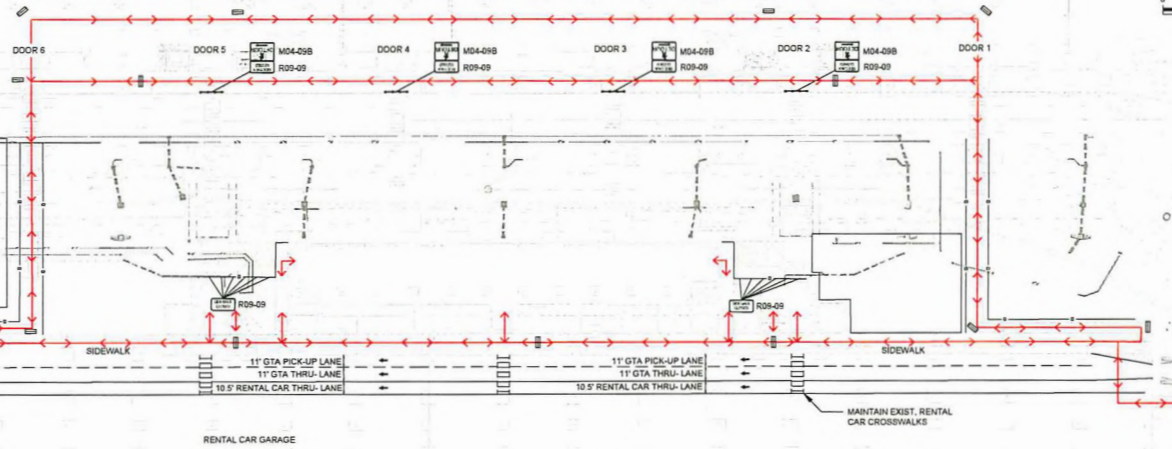 DOOR 6
DOOR 5
M04-09B
R09-09
DOOR 4
M04-09B
R09-09
DOOR 3
M04-09B
R09-09
DOOR 2
M04-09B
R09-09
DOOR 1
R09-09
R09-09
SIDEWALK
SIDEWALK
11' GTA PICK-UP LANE
11' GTA THRU- LANE
10.5' RENTAL CAR THRU- LANE
11' GTA PICK-UP LANE
11' GTA THRU- LANE
10.5' RENTAL CAR THRU- LANE
MAINTAIN EXIST, RENTAL
CAR CROSSWALKS
RENTAL CAR GARAGE